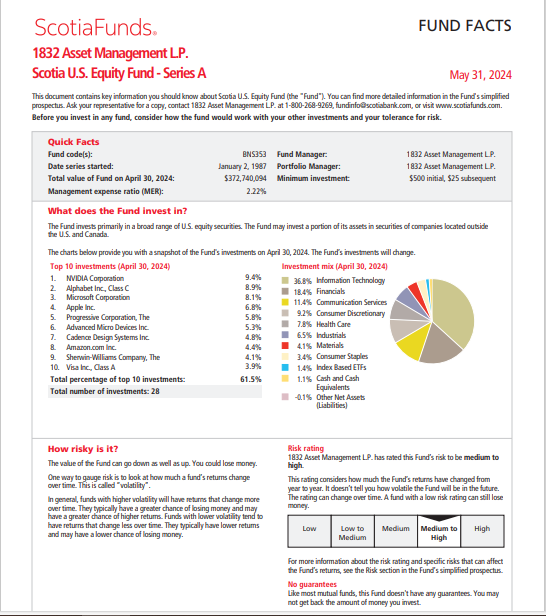 ScotiaFunds®
FUND FACTS
1832 Asset Management L.P.
Scotia U.S. Equity Fund - Series A
May 31, 2024
This document contains key information you should know about Scotia U.S. Equity Fund (the "Fund"). You can find more detailed information in the Fund's simplified
prospectus. Ask your representative for a copy, contact 1832 Asset Management L.P. at 1-800-268-9269, fundinfo@scotiabank.com, or visit www.scotiafunds.com.
Before you invest in any fund, consider how the fund would work with your other investments and your tolerance for risk.
Quick Facts
Fund code(s): BNS353 Fund Manager: 1832 Asset Management L.P.
Date series started: January 2, 1987 Portfolio Manager: 1832 Asset Management L.P.
Total value of Fund on April 30, 2024: $372,740,094 Minimum investment: $500 initial, $25 subsequent
Management expense ratio (MER): 2.22%
What does the Fund invest in?
The Fund invests primarily in a broad range of U.S. equity securities. The Fund may invest a portion of its assets in securities of companies located outside
the U.S. and Canada.
The charts below provide you with a snapshot of the Fund's investments on April 30, 2024. The Fund's investments will change.
Top 10 investments (April 30, 2024)
1. NVIDIA Corporation 9.4%
2. Alphabet Inc., Class C 8.9%
3. Microsoft Corporation 8.1%
4. Apple Inc. 6.8%
5. Progressive Corporation, The 5.8%
6. Advanced Micro Devices Inc. 5.3%
7. Cadence Design Systems Inc. 4.8%
8. Amazon.com Inc. 4.4%
9. Sherwin-Williams Company, The 4.1%
10. Visa Inc., Class A 3.9%
Total percentage of top 10 investments: 61.5%
Total number of investments: 28
Investment mix (April 30, 2024)
36.8% Information Technology
18.4% Financials
11.4% Communication Services
9.2% Consumer Discretionary
7.8% Health Care
6.5% Industrials
4.1% Materials
3.4% Consumer Staples
1.4% Index Based ETFs
1.1% Cash and Cash
Equivalents
-0.1% Other Net Assets
(Liabilities)
How risky is it?
The value of the Fund can go down as well as up. You could lose money.
One way to gauge risk is to look at how much a fund's returns change
over time. This is called "volatility".
In general, funds with higher volatility will have returns that change more
over time. They typically have a greater chance of losing money and may
have a greater chance of higher returns. Funds with lower volatility tend to
have returns that change less over time. They typically have lower returns
and may have a lower chance of losing money.
Risk rating
1832 Asset Management L.P. has rated this Fund's risk to be medium to
high.
This rating considers how much the Fund's returns have changed from
year to year. It doesn't tell you how volatile the Fund will be in the future.
The rating can change over time. A fund with a low risk rating can still lose
money.
Low Low to Medium Medium to High
Medium High
For more information about the risk rating and specific risks that can affect
the Fund's returns, see the Risk section in the Fund's simplified prospectus.
No guarantees
Like most mutual funds, this Fund doesn't have any guarantees. You may
not get back the amount of money you invest.